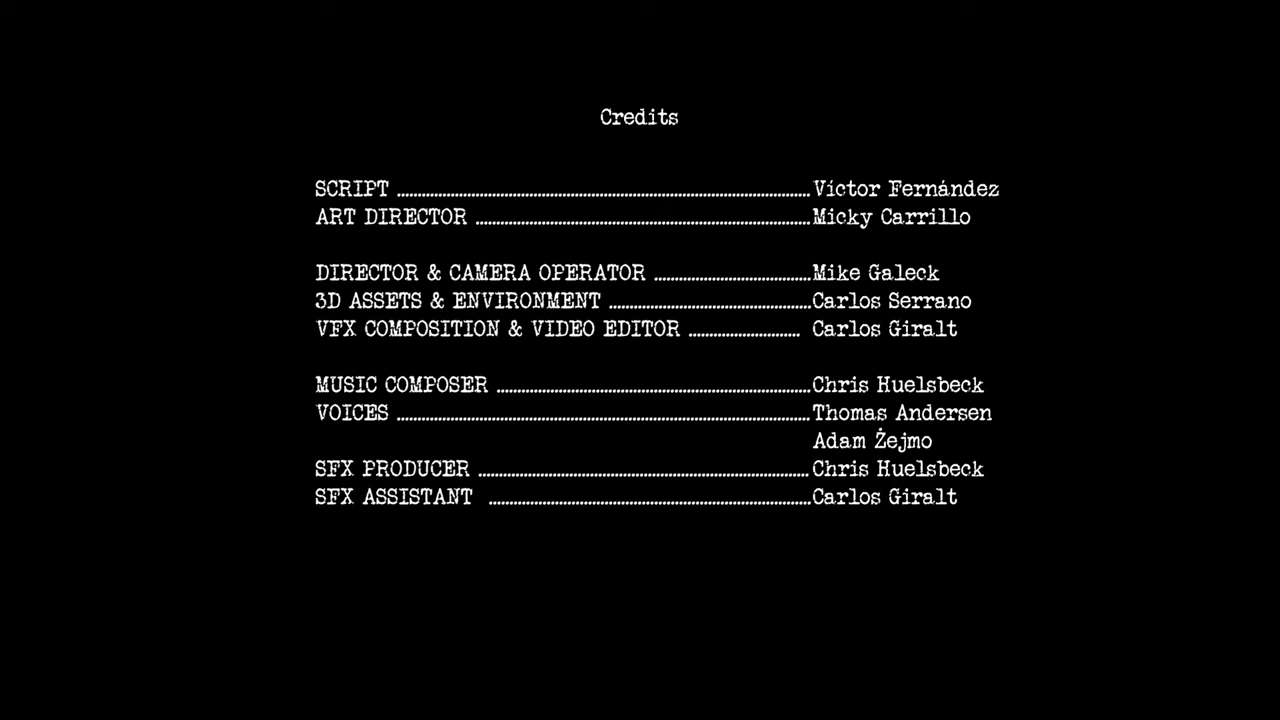 Credits
SCRIPT ........................................ Víctor Fernández
ART DIRECTOR ........................................ Micky Carrillo
DIRECTOR & CAMERA OPERATOR ........................................ Mike Galeck
3D ASSETS & ENVIRONMENT ........................................ Carlos Serrano
VFX COMPOSITION & VIDEO EDITOR ........................................ Carlos Giralt
MUSIC COMPOSER ........................................ Chris Huelsbeck
VOICES ........................................ Thomas Andersen
Adam Żejmo
SFX PRODUCER ........................................ Chris Huelsbeck
SFX ASSISTANT ........................................ Carlos Giralt